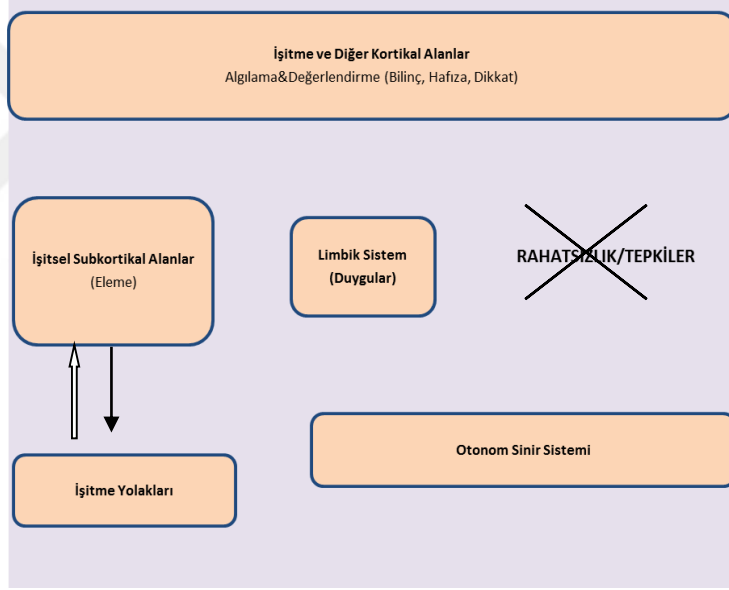 İşitme ve Diğer Kortikal Alanlar
Algılama&Değerlendirme (Bilinç, Hafıza, Dikkat)
İşitsel Subkortikal Alanlar
(Eleme)
Limbik Sistem
(Duygular)
RAHATSIZLIK/TEPKİLER
Otonom Sinir Sistemi
İşitme Yolakları